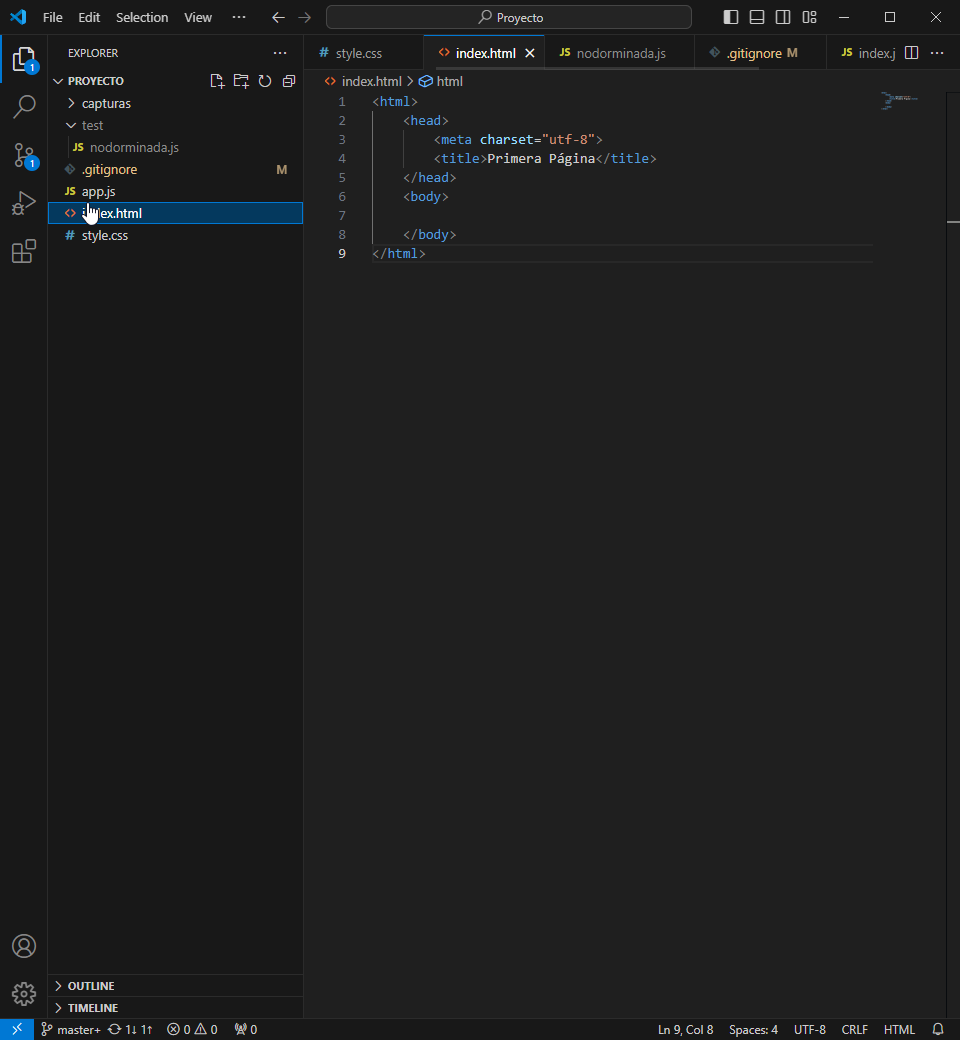 File Edit Selection View ··· Proyecto
EXPLORER ···
PROYECTO
capturas
test
JS nodorminada.js
.gitignore M
JS app.js
<> index.html
# style.css
OUTLINE
TIMELINE
1
1
# style.css <> index.html JS nodorminada.js .gitignore M JS index.j ···
<> index.html > html
1 <html>
2 <head>
3 <meta charset="utf-8">
4 <title>Primera Página</title>
5 </head>
6 <body>
7
8 </body>
9 </html>
master+ 1↓ 1↑ 0 0 0 Ln 9, Col 8 Spaces: 4 UTF-8 CRLF HTML